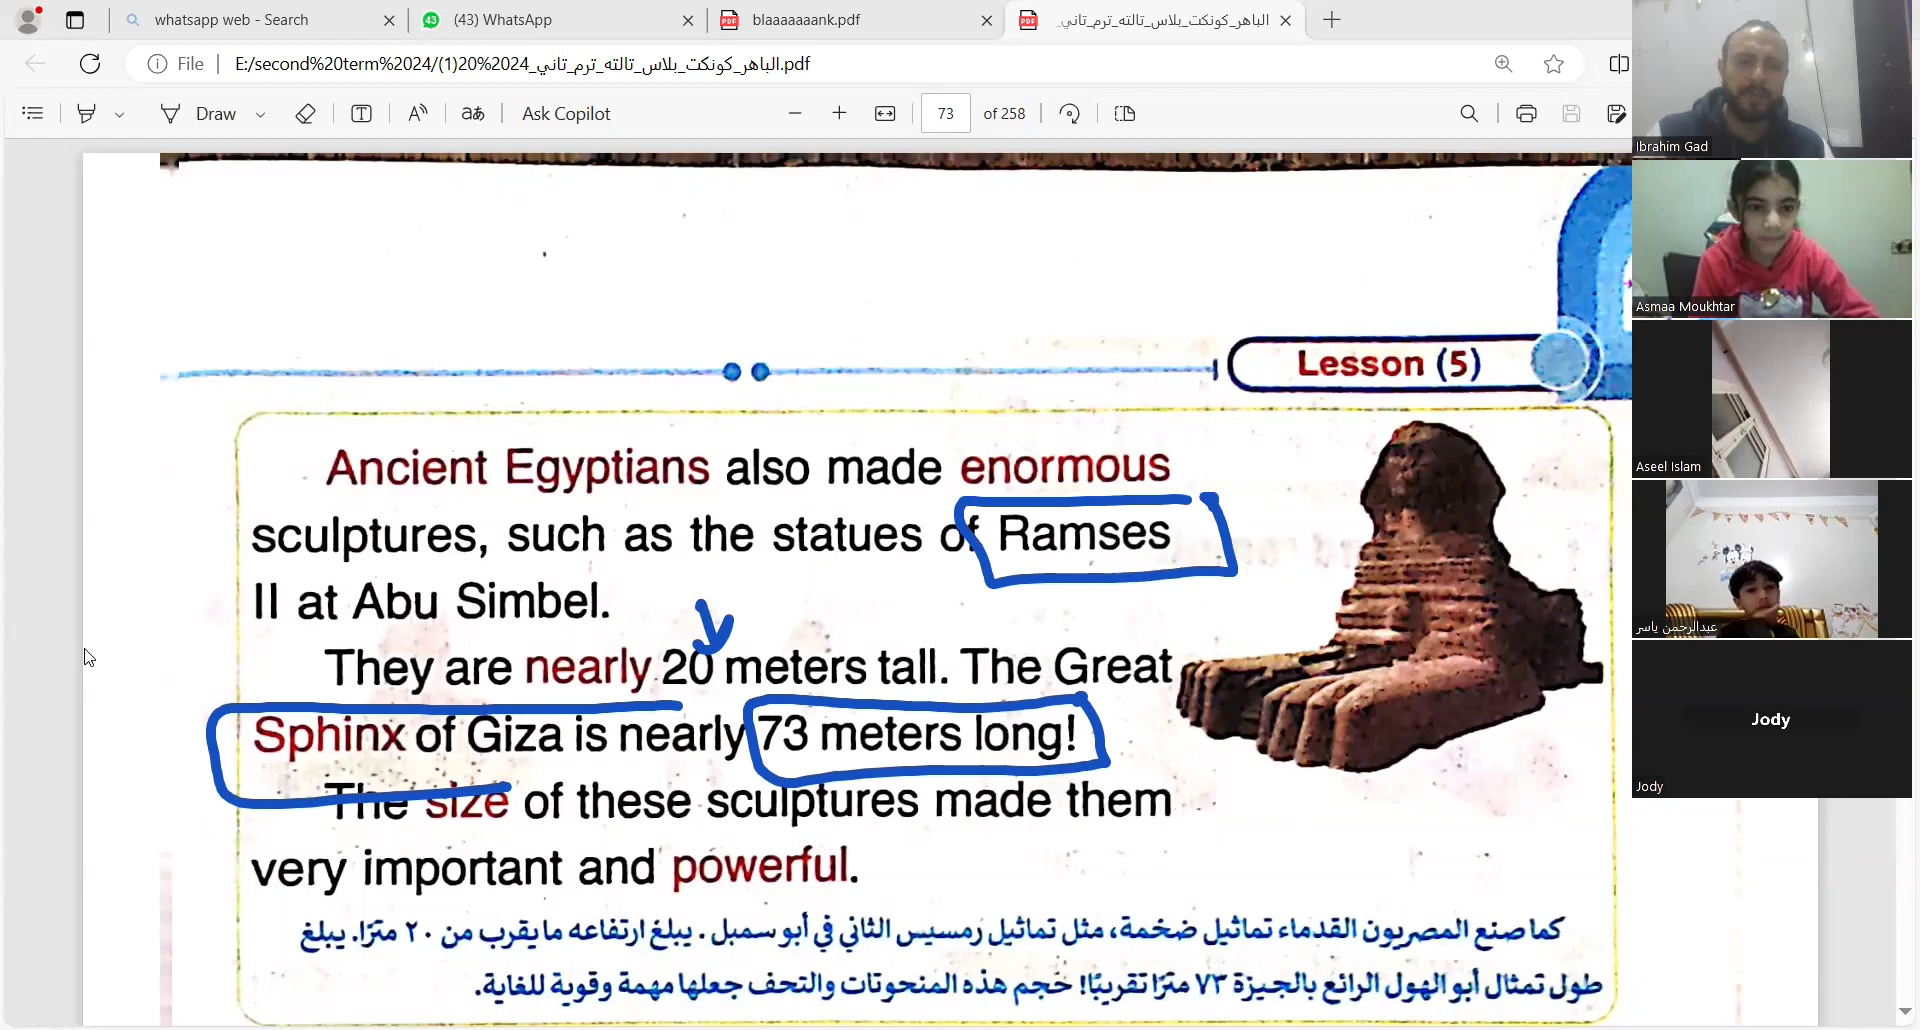 whatsapp web - Search
43
(43) WhatsApp
PDF
blaaaaaaank.pdf
PDF
الباهر_كونكت_بلاس_تالته_ترم_تاني_
File
E:/second%20term%2024/(1)20%2024_الباهر_كونكت_بلاس_تالته_ترم_تاني.pdf
Draw
aあ
Ask Copilot
73
of 258
Ibrahim Gad
Asmaa Moukhtar
Aseel Islam
عبدالرحمن ياسر
Jody
Jody
Lesson (5)
Ancient Egyptians also made enormous
sculptures, such as the statues of Ramses
II at Abu Simbel.
They are nearly 20 meters tall. The Great
Sphinx of Giza is nearly 73 meters long!
The size of these sculptures made them
very important and powerful.
كما صنع المصريون القدماء تماثيل ضخمة، مثل تماثيل رمسيس الثاني في أبو سمبل . يبلغ ارتفاعه ما يقرب من ٢٠ مترًا. يبلغ
طول تمثال أبو الهول الرائع بالجيزة ٧٣ مترًا تقريبًا! حجم هذه المنحوتات والتحف جعلها مهمة وقوية للغاية.